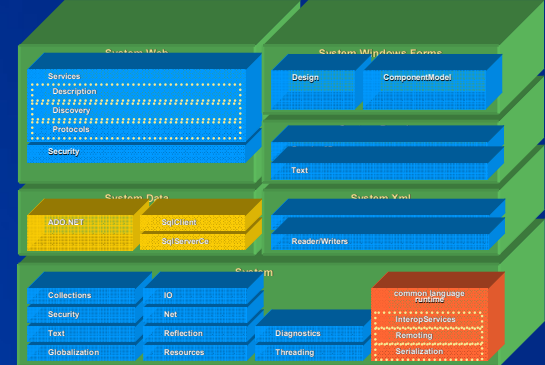 System Web
System Windows Forms
Services
Description
Discovery
Protocols
Security
Design
ComponentModel
Text
System Data
System Xml
ADO.NET
SqlClient
SqlServerCe
Reader/Writers
System
Collections
IO
Security
Net
Text
Reflection
Diagnostics
Globalization
Resources
Threading
common language
runtime
InteropServices
Remoting
Serialization